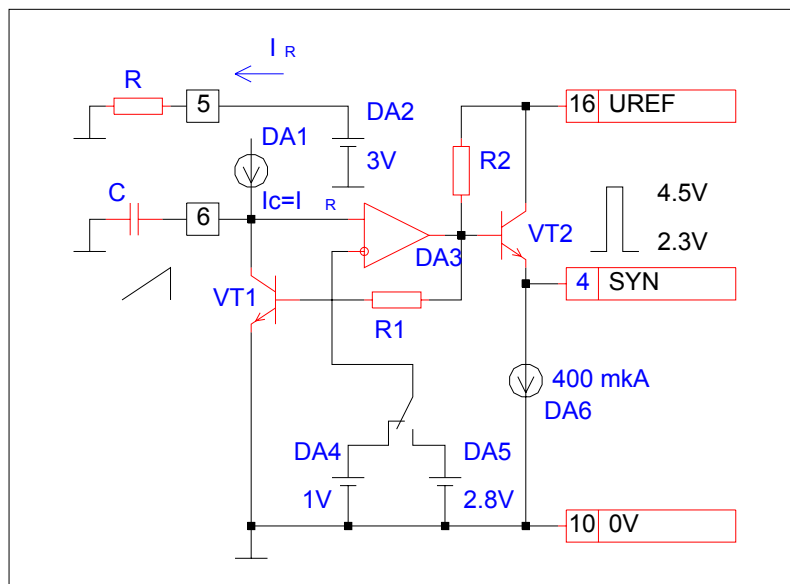 I R
R
5
DA2
16 UREF
DA1
3V
R2
C
6
Ic=I R
4.5V
DA3
VT2
2.3V
VT1
4 SYN
R1
400 mkA
DA6
DA4
DA5
1V
2.8V
10 0V